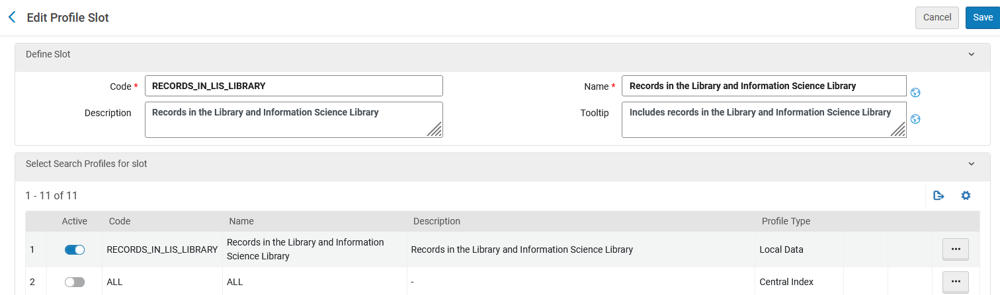 Edit Profile Slot
Cancel
Save
Define Slot
Code * RECORDS_IN_LIS_LIBRARY
Name * Records in the Library and Information Science Library
Description Records in the Library and Information Science Library
Tooltip Includes records in the Library and Information Science Library
Select Search Profiles for slot
1 - 11 of 11
Active Code Name Description Profile Type
1 RECORDS_IN_LIS_LIBRARY Records in the Library and Information Science Library Records in the Library and Information Science Library Local Data ...
2 ALL ALL - Central Index ...